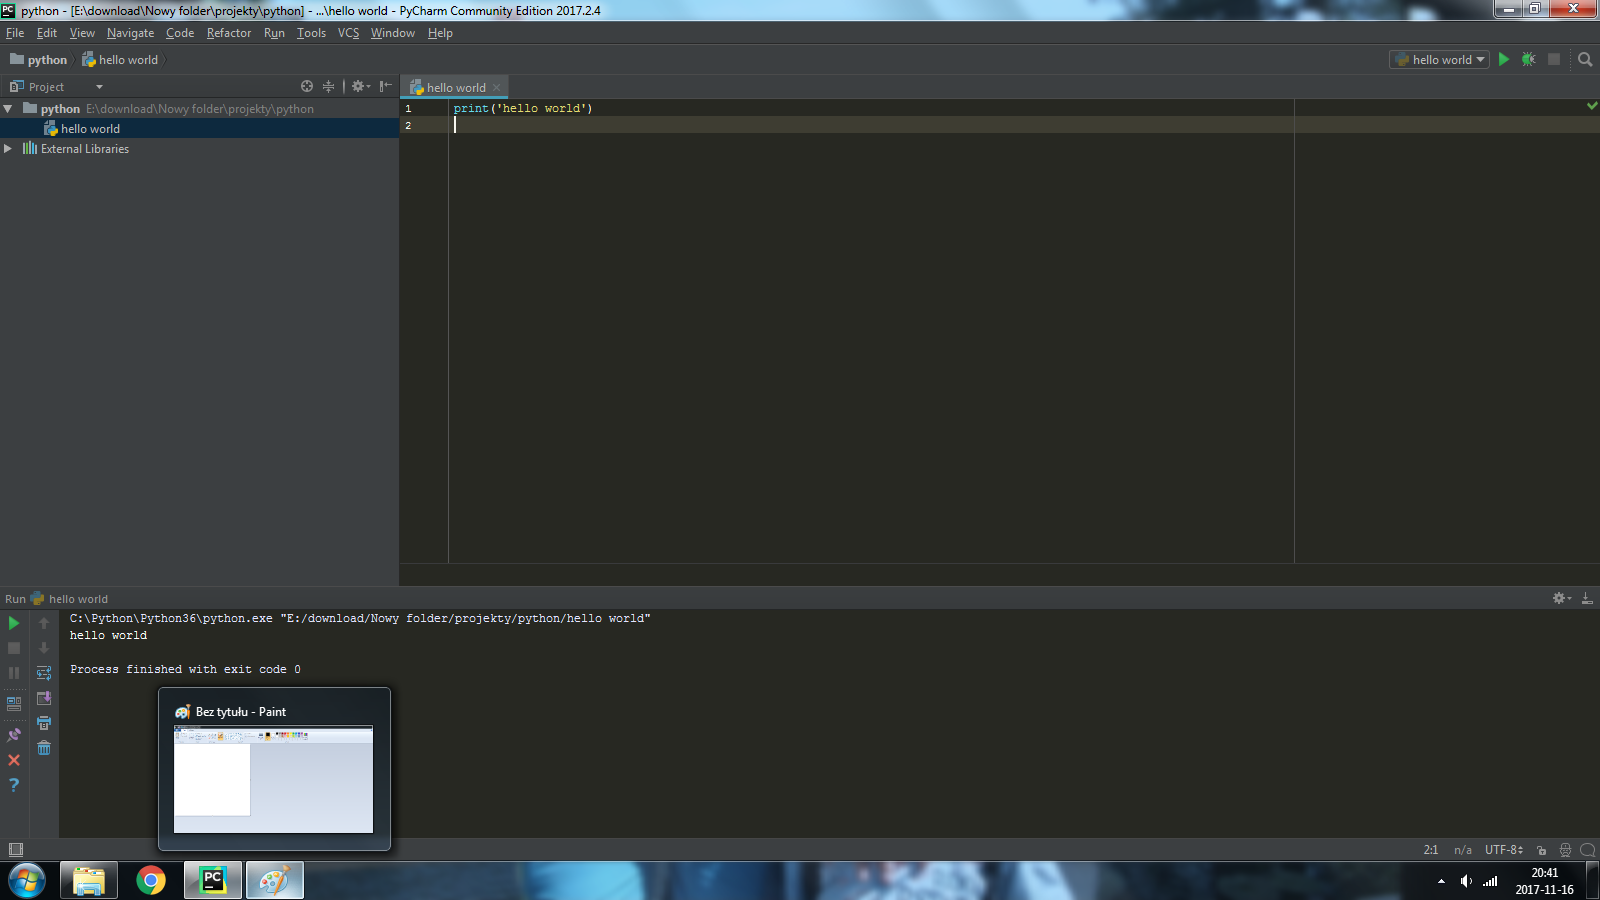 python - [E:\download\Nowy folder\projekty\python] - ...\hello world - PyCharm Community Edition 2017.2.4
File Edit View Navigate Code Refactor Run Tools VCS Window Help
python hello world
hello world
Project
hello world
python E:\download\Nowy folder\projekty\python
hello world
External Libraries
1 print('hello world')
2
Run hello world
C:\Python\Python36\python.exe "E:/download/Nowy folder/projekty/python/hello world"
hello world
Process finished with exit code 0
Bez tytułu - Paint
2:1 n/a UTF-8
PC
20:41
2017-11-16